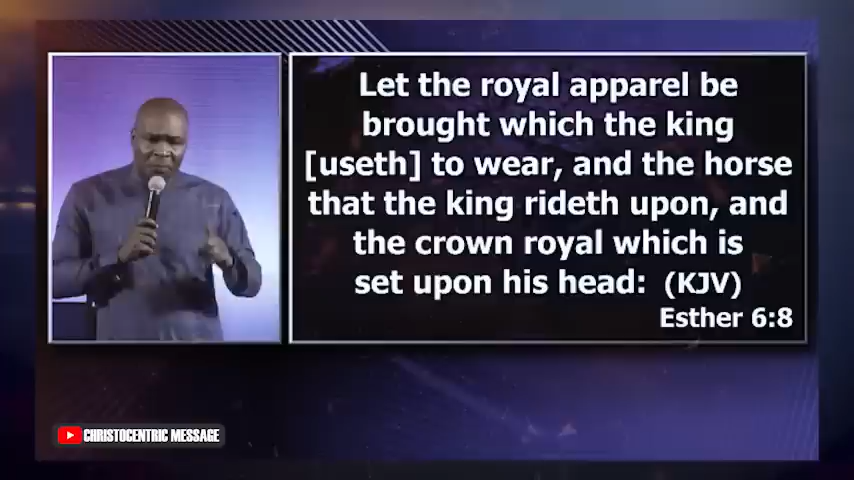 Let the royal apparel be
brought which the king
[useth] to wear, and the horse
that the king rideth upon, and
the crown royal which is
set upon his head: (KJV)
Esther 6:8
CHRISTOCENTRIC MESSAGE